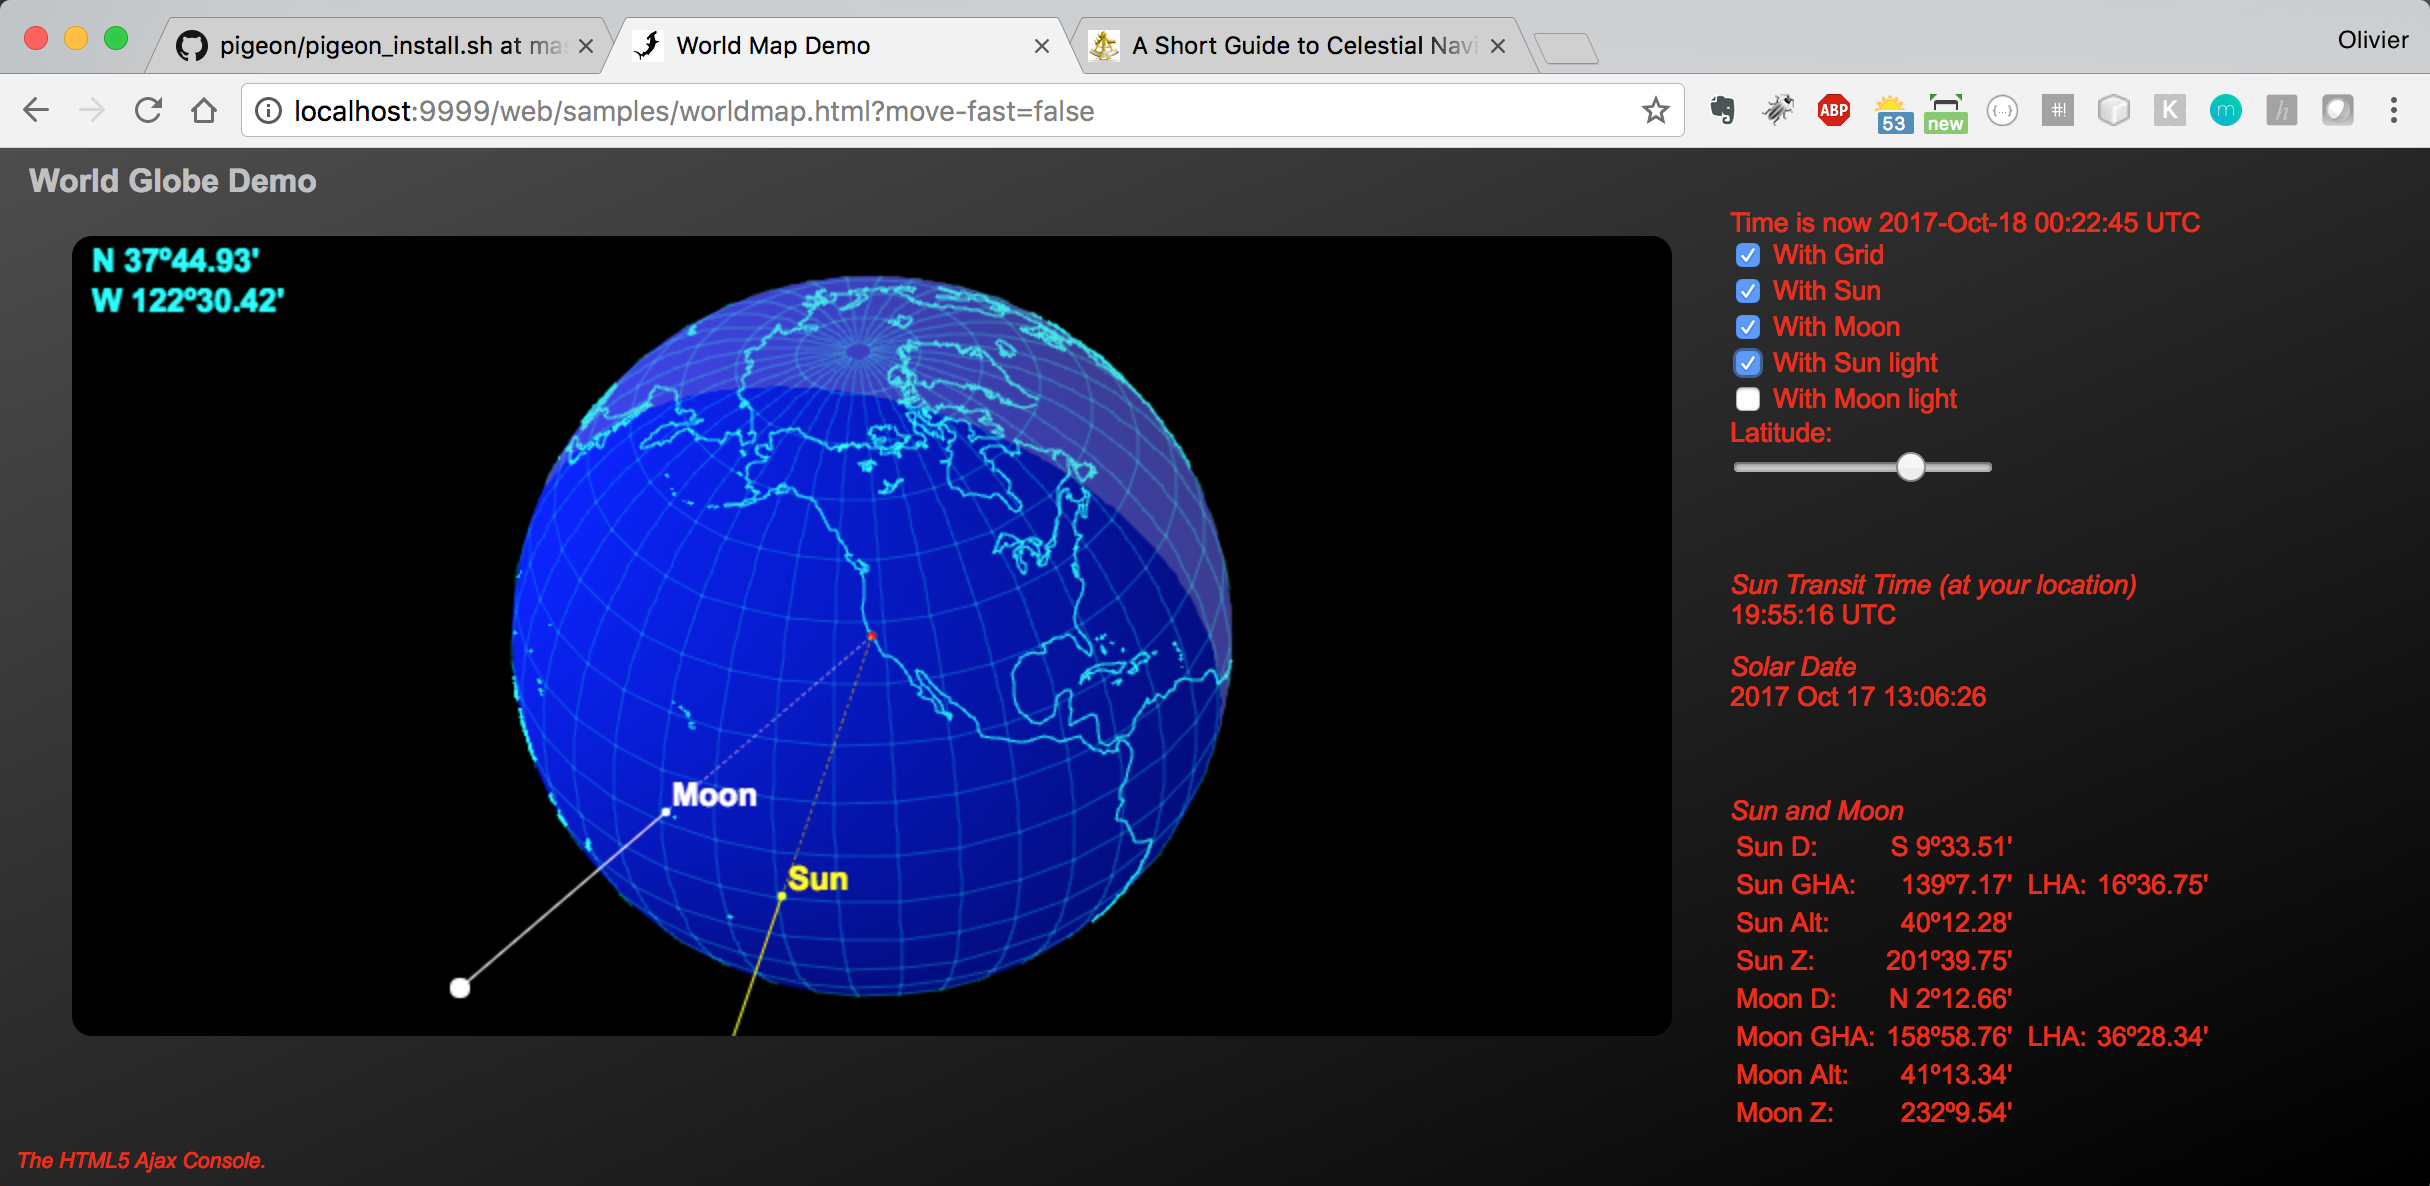 pigeon/pigeon_install.sh at mas
World Map Demo
A Short Guide to Celestial Navi
Olivier
localhost:9999/web/samples/worldmap.html?move-fast=false
ABP
53
new
{...}
#!
K
m
h
World Globe Demo
N 37°44.93'
W 122°30.42'
Moon
Sun
Time is now 2017-Oct-18 00:22:45 UTC
With Grid
With Sun
With Moon
With Sun light
With Moon light
Latitude:
Sun Transit Time (at your location)
19:55:16 UTC
Solar Date
2017 Oct 17 13:06:26
Sun and Moon
Sun D: S 9°33.51'
Sun GHA: 139°7.17' LHA: 16°36.75'
Sun Alt: 40°12.28'
Sun Z: 201°39.75'
Moon D: N 2°12.66'
Moon GHA: 158°58.76' LHA: 36°28.34'
Moon Alt: 41°13.34'
Moon Z: 232°9.54'
The HTML5 Ajax Console.